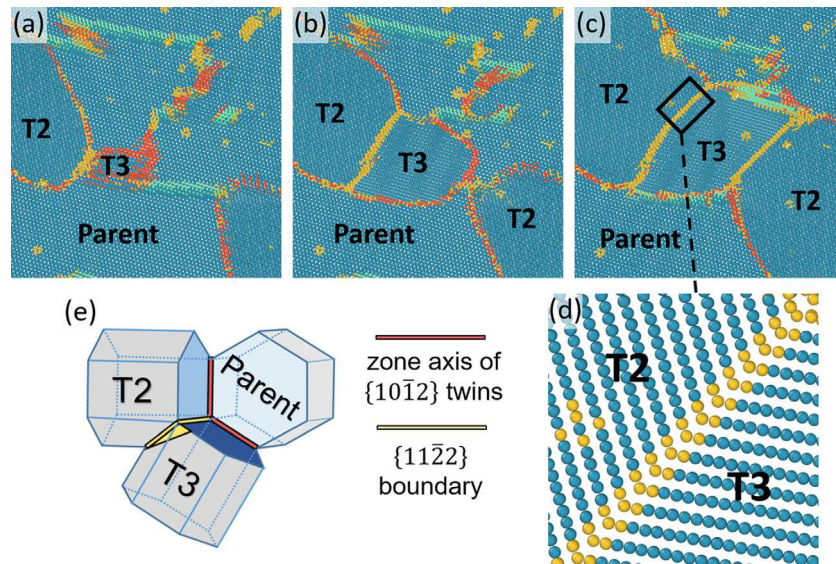 (a)
T2
T3
Parent
(b)
T2
T3
T2
Parent
(c)
T2
T3
T2
Parent
(e)
T2
Parent
T3
zone axis of
{101̄2} twins
{112̄2}
boundary
(d)
T2
T3